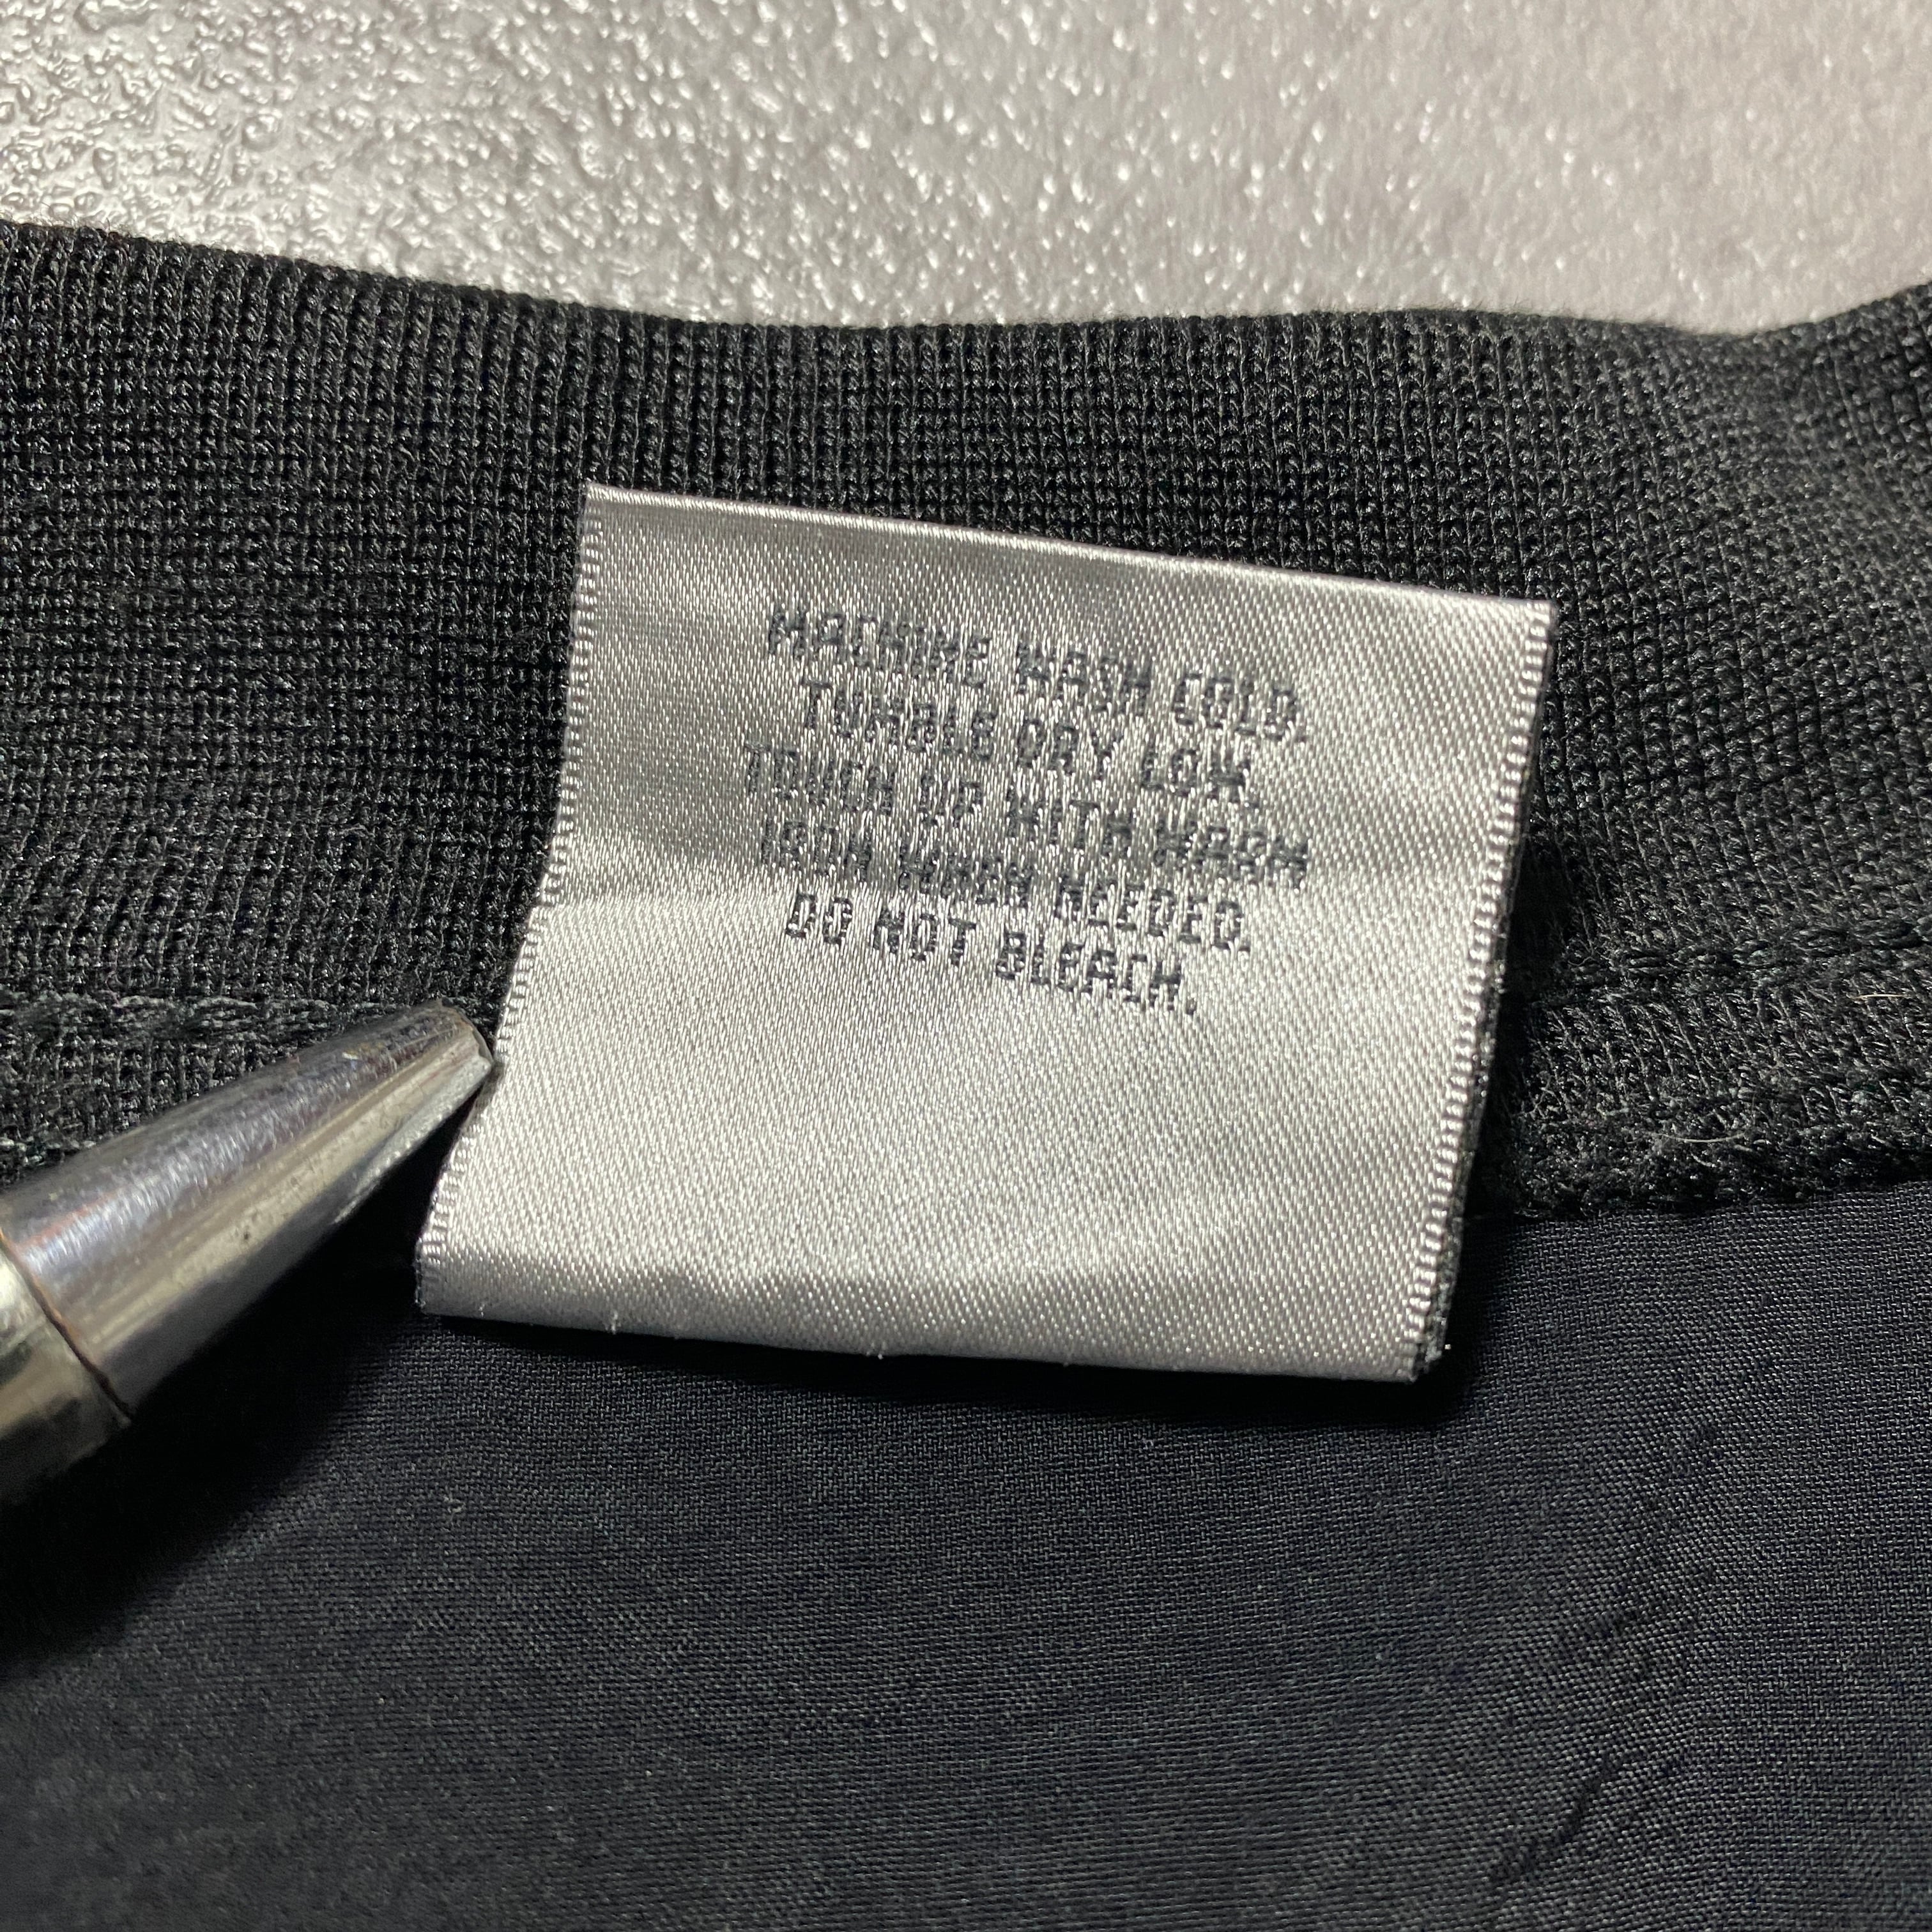 MACHINE WASH COLD.
TUMBLE DRY LOW.
TOUCH UP WITH WARM
IRON WHEN NEEDED.
DO NOT BLEACH.